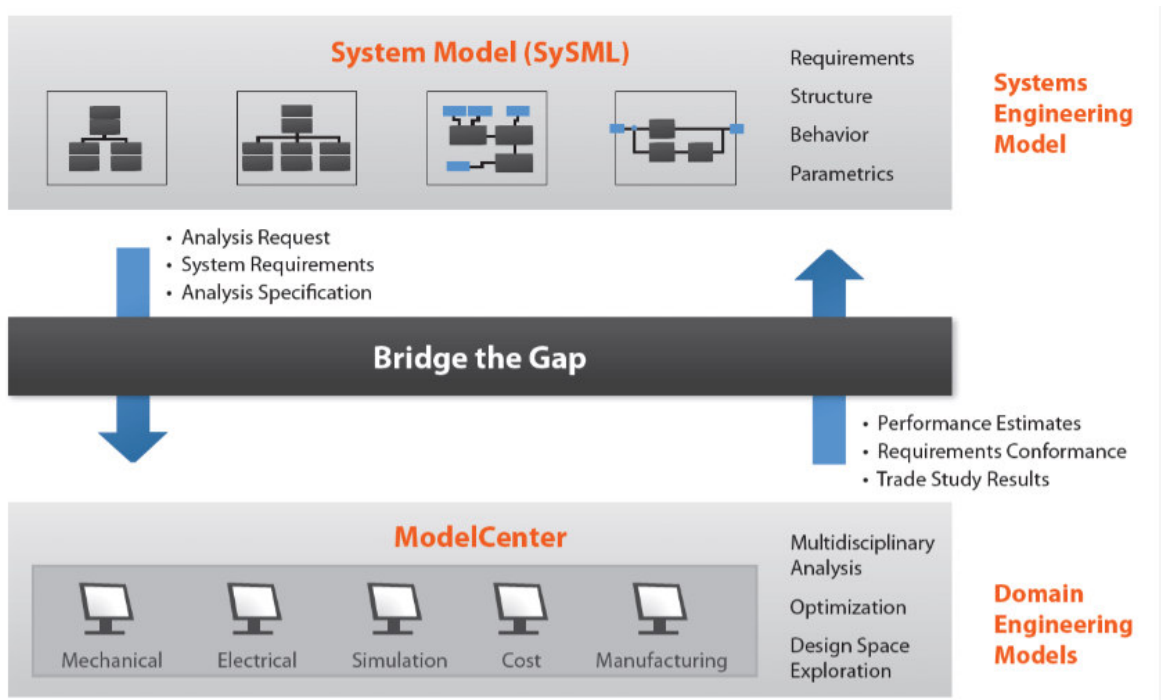 System Model (SySML)
Requirements
Structure
Behavior
Parametrics
Systems
Engineering
Model
• Analysis Request
• System Requirements
• Analysis Specification
Bridge the Gap
• Performance Estimates
• Requirements Conformance
• Trade Study Results
ModelCenter
Mechanical
Electrical
Simulation
Cost
Manufacturing
Multidisciplinary
Analysis
Optimization
Design Space
Exploration
Domain
Engineering
Models